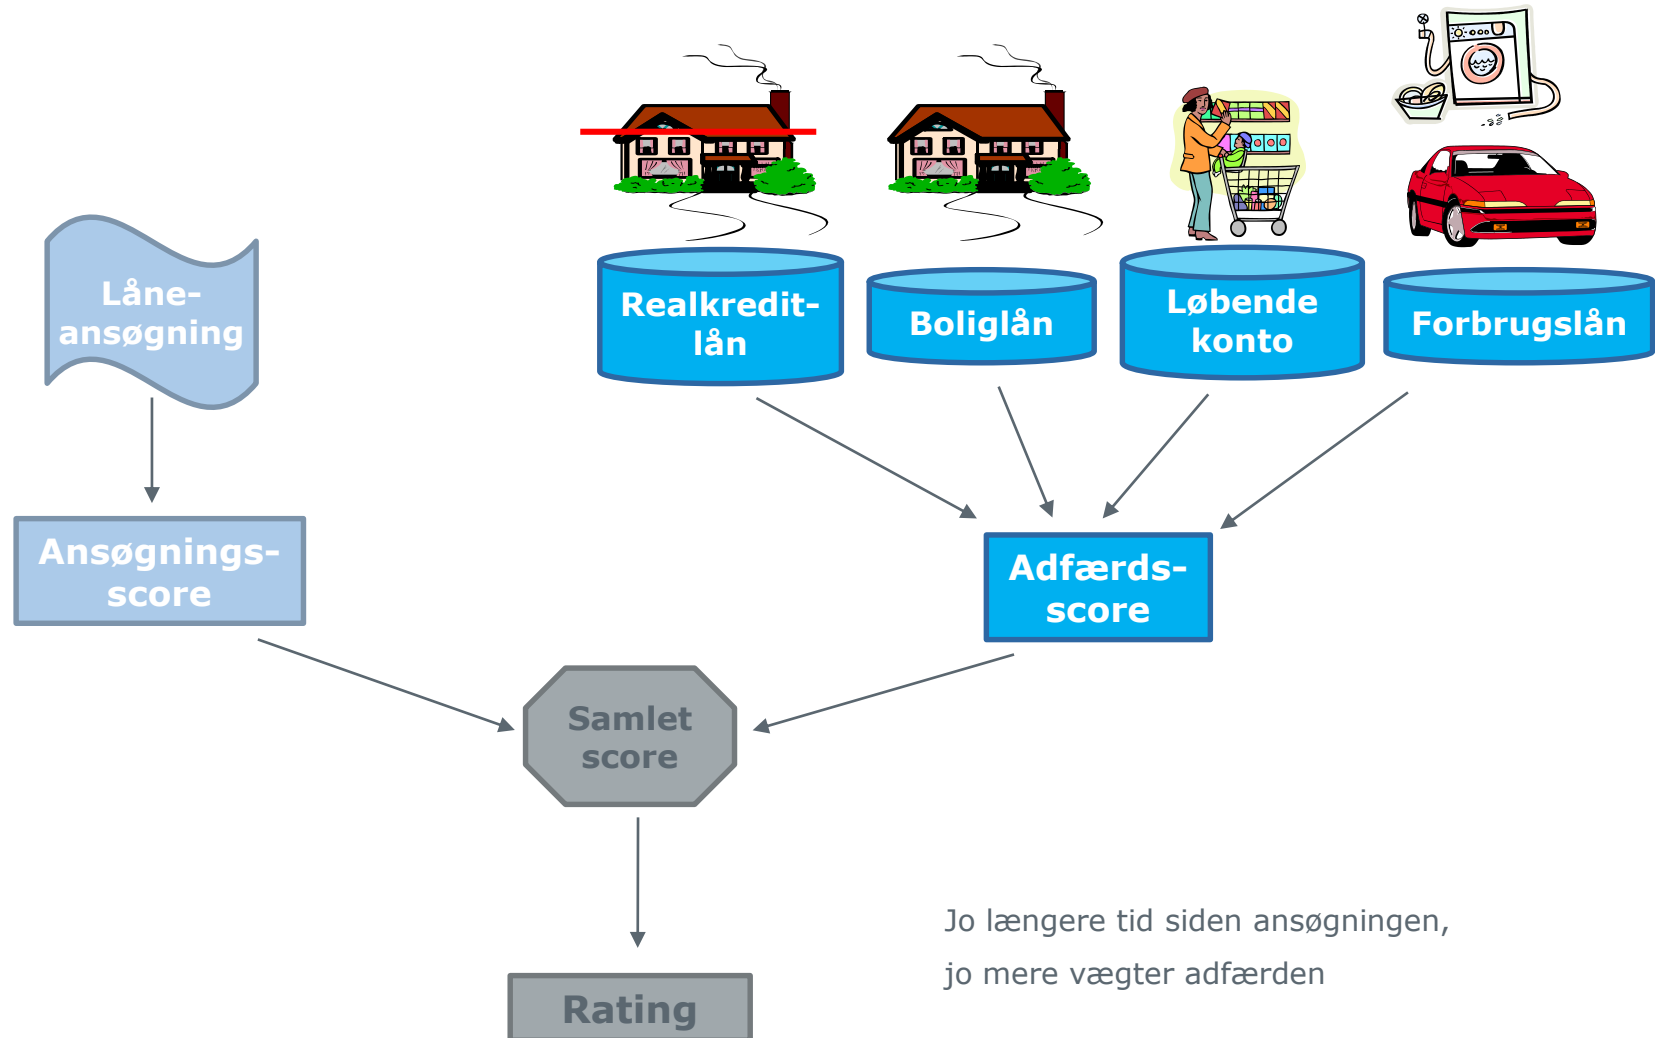 Låne-
ansøgning
Realkredit-
lån
Boliglån
Løbende
konto
Forbrugslån
Ansøgnings-
score
Adfærds-
score
Samlet
score
Jo længere tid siden ansøgningen,
jo mere vægter adfærden
Rating